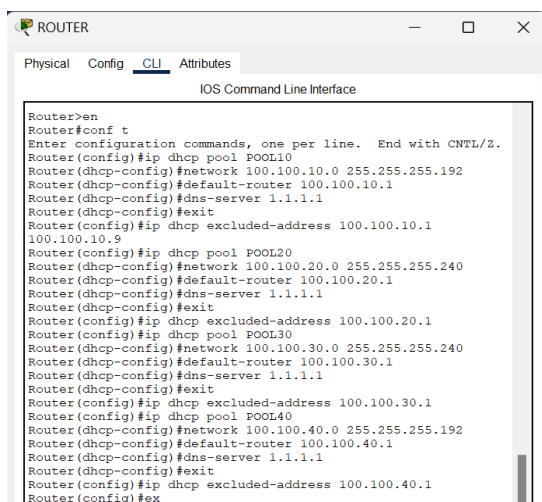 ROUTER
Physical Config CLI Attributes
IOS Command Line Interface
Router>en
Router#conf t
Enter configuration commands, one per line.  End with CNTL/Z.
Router(config)#ip dhcp pool POOL10
Router(dhcp-config)#network 100.100.10.0 255.255.255.192
Router(dhcp-config)#default-router 100.100.10.1
Router(dhcp-config)#dns-server 1.1.1.1
Router(dhcp-config)#exit
Router(config)#ip dhcp excluded-address 100.100.10.1
100.100.10.9
Router(config)#ip dhcp pool POOL20
Router(dhcp-config)#network 100.100.20.0 255.255.255.240
Router(dhcp-config)#default-router 100.100.20.1
Router(dhcp-config)#dns-server 1.1.1.1
Router(dhcp-config)#exit
Router(config)#ip dhcp excluded-address 100.100.20.1
Router(config)#ip dhcp pool POOL30
Router(dhcp-config)#network 100.100.30.0 255.255.255.240
Router(dhcp-config)#default-router 100.100.30.1
Router(dhcp-config)#dns-server 1.1.1.1
Router(dhcp-config)#exit
Router(config)#ip dhcp excluded-address 100.100.30.1
Router(config)#ip dhcp pool POOL40
Router(dhcp-config)#network 100.100.40.0 255.255.255.192
Router(dhcp-config)#default-router 100.100.40.1
Router(dhcp-config)#dns-server 1.1.1.1
Router(dhcp-config)#exit
Router(config)#ip dhcp excluded-address 100.100.40.1
Router(config)#ex